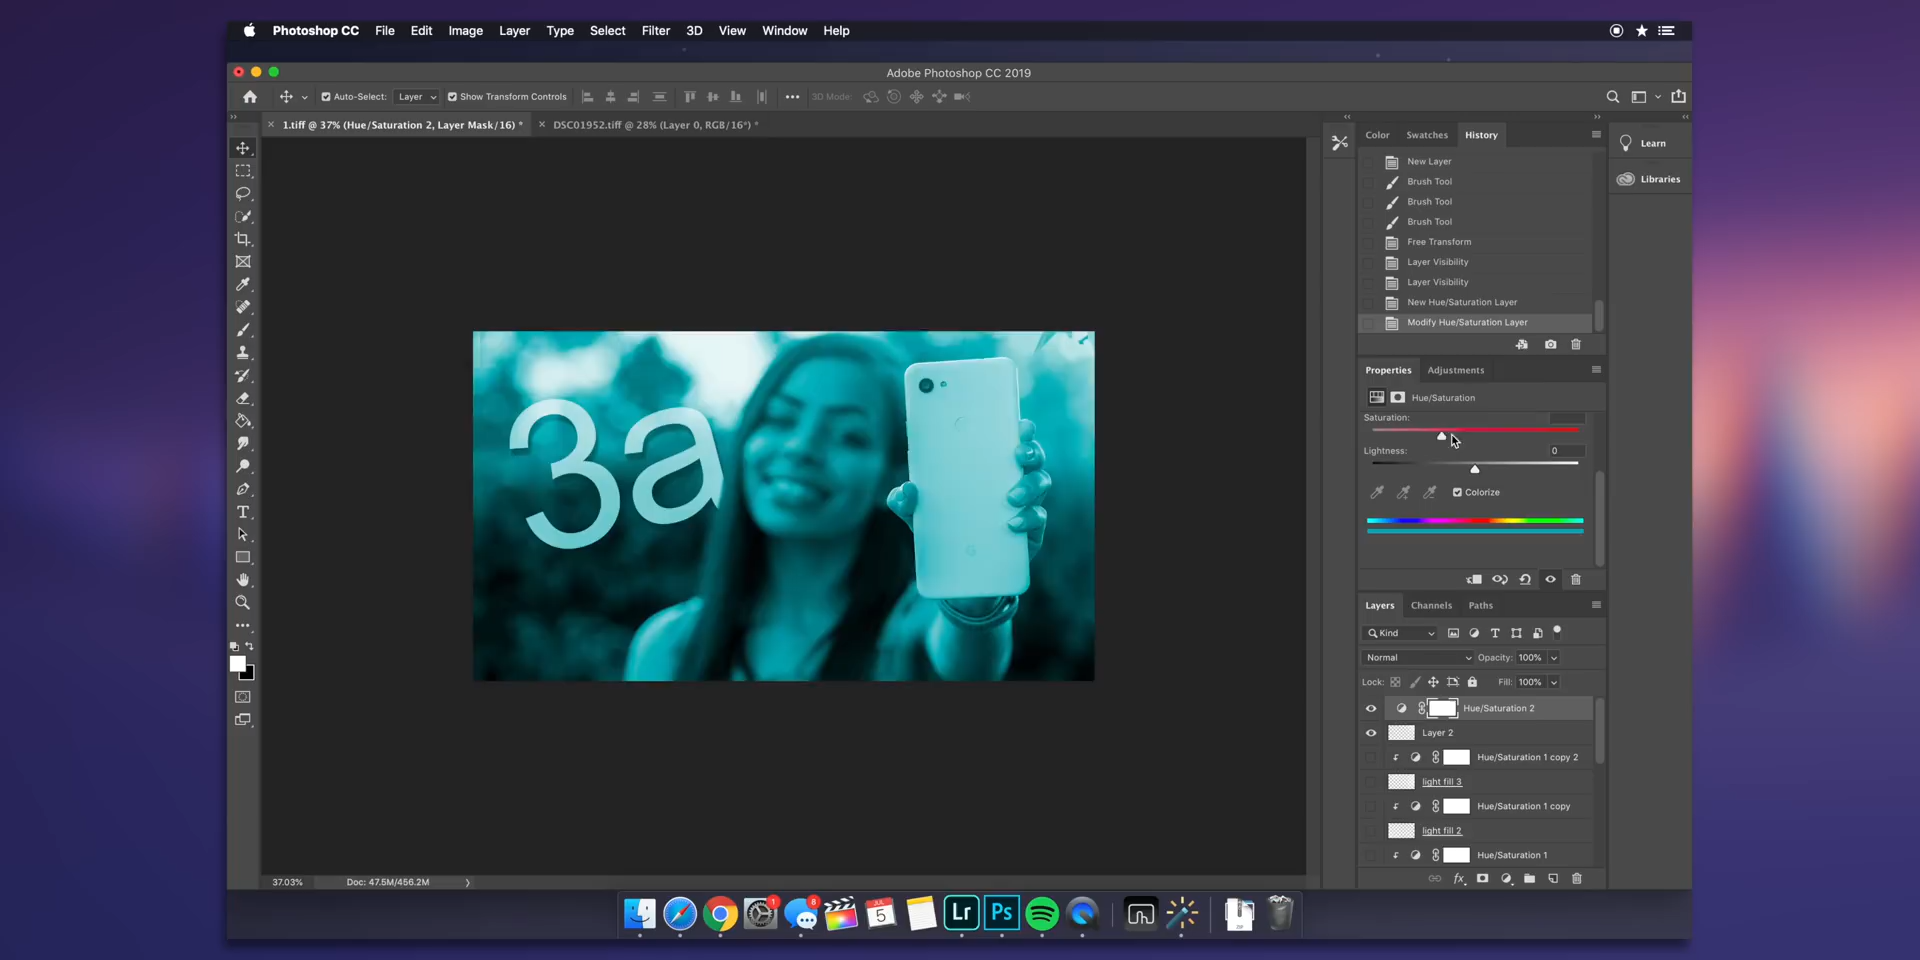 Photoshop CC File Edit Image Layer Type Select Filter 3D View Window Help
Adobe Photoshop CC 2019
Auto-Select: Layer Show Transform Controls 3D Mode:
1.tiff @ 37% (Hue/Saturation 2, Layer Mask/16) * DSC01952.tiff @ 28% (Layer 0, RGB/16*) *
Color Swatches History
Learn
New Layer
Brush Tool
Libraries
Brush Tool
Brush Tool
Free Transform
Layer Visibility
Layer Visibility
New Hue/Saturation Layer
Modify Hue/Saturation Layer
Properties Adjustments
Hue/Saturation
Saturation:
Lightness: 0
Colorize
3a
Layers Channels Paths
Kind
Normal Opacity: 100%
Lock: Fill: 100%
Hue/Saturation 2
Layer 2
Hue/Saturation 1 copy 2
light fill 3
Hue/Saturation 1 copy
light fill 2
Hue/Saturation 1
fx
37.03% Doc: 47.5M/456.2M
1
8
JUL
5
Lr
Ps
ZIP